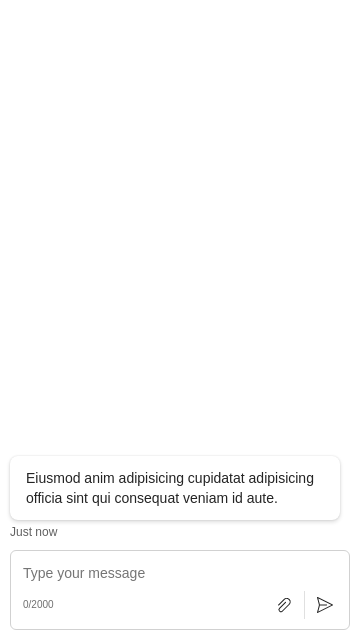 Eiusmod anim adipisicing cupidatat adipisicing
officia sint qui consequat veniam id aute.
Just now
Type your message
0/2000